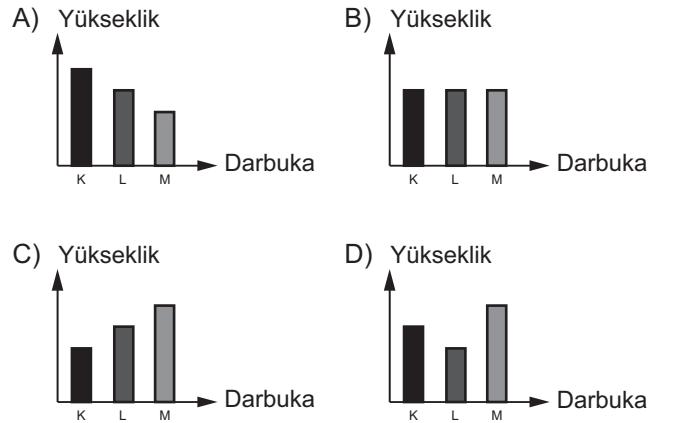 A) Yükseklik
Darbuka
K L M
B) Yükseklik
Darbuka
K L M
C) Yükseklik
Darbuka
K L M
D) Yükseklik
Darbuka
K L M